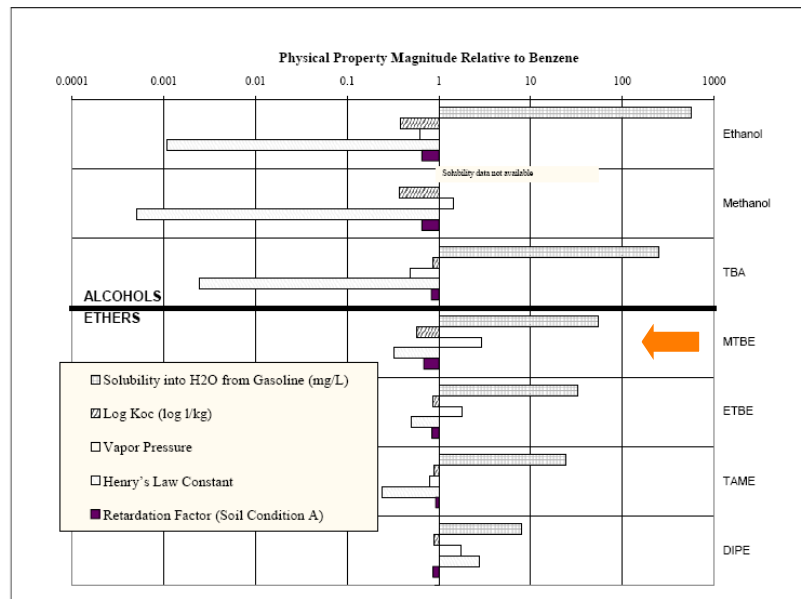 Physical Property Magnitude Relative to Benzene
0.0001 0.001 0.01 0.1 1 10 100 1000
Ethanol
Solubility data not available
Methanol
TBA
ALCOHOLS
ETHERS
MTBE
Solubility into H2O from Gasoline (mg/L)
Log Koc (log l/kg)
ETBE
Vapor Pressure
Henry's Law Constant
TAME
Retardation Factor (Soil Condition A)
DIPE